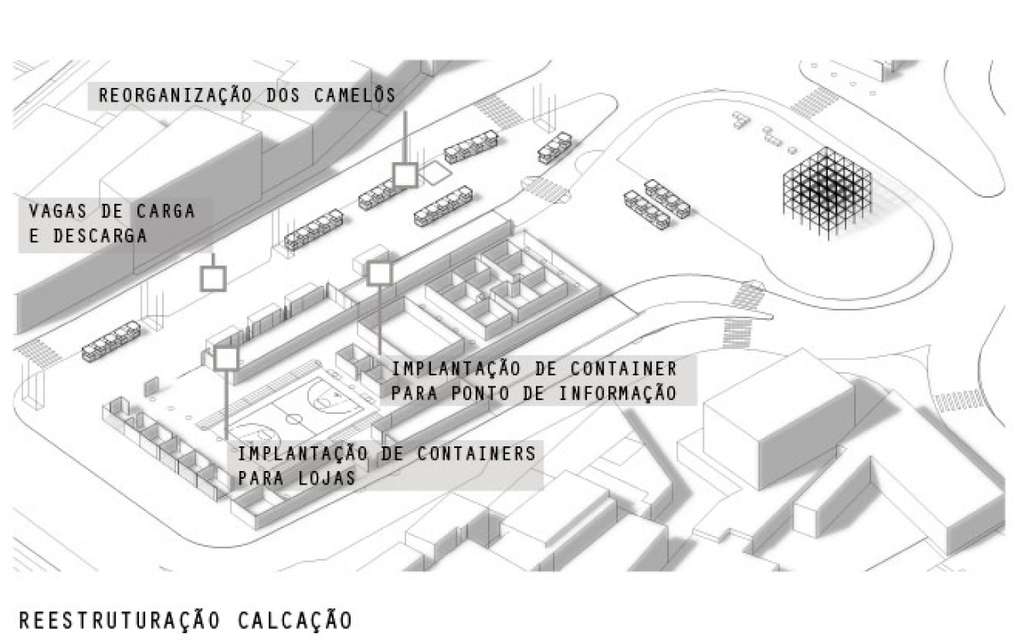 REORGANIZAÇÃO DOS CAMELÔS
VAGAS DE CARGA
E DESCARGA
IMPLANTAÇÃO DE CONTAINER
PARA PONTO DE INFORMAÇÃO
IMPLANTAÇÃO DE CONTAINERS
PARA LOJAS
REESTRUTURAÇÃO CALCAÇÃO